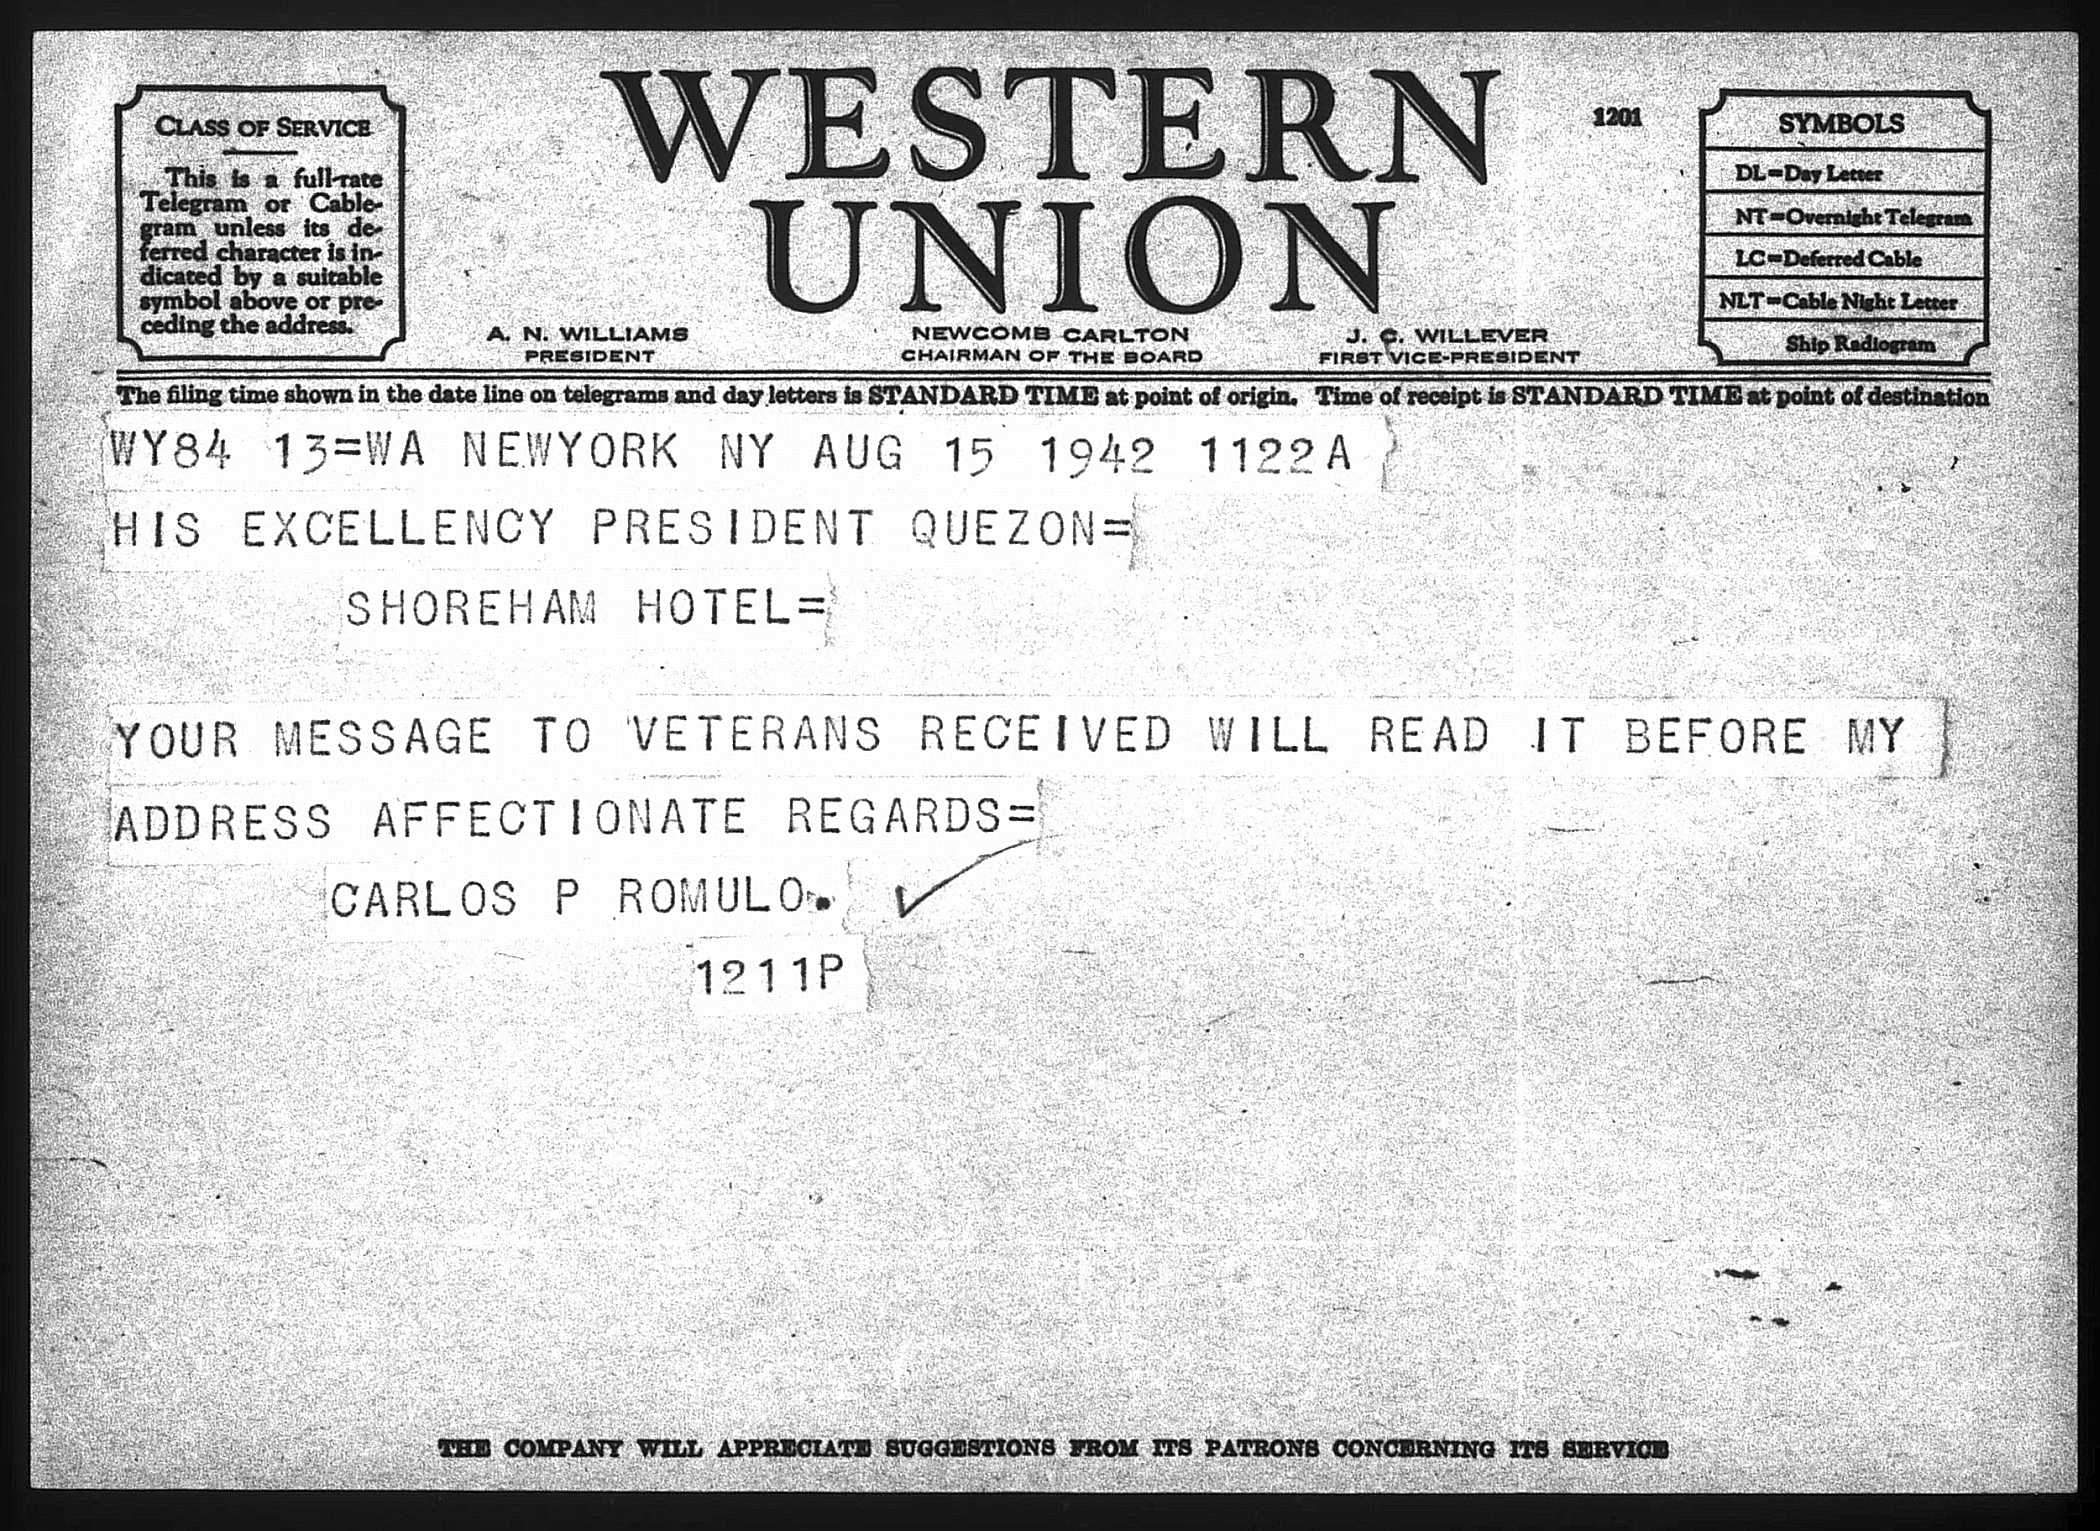 CLASS OF SERVICE
This is a full-rate
Telegram or Cable-
gram unless its de-
ferred character is in-
dicated by a suitable
symbol above or pre-
ceding the address.
WESTERN
UNION
1201
SYMBOLS
DL=Day Letter
NT=Overnight Telegram
LC=Deferred Cable
NLT=Cable Night Letter
Ship Radiogram
A. N. WILLIAMS
PRESIDENT
NEWCOMB CARLTON
CHAIRMAN OF THE BOARD
J. C. WILLEVER
FIRST VICE-PRESIDENT
The filing time shown in the date line on telegrams and day letters is STANDARD TIME at point of origin. Time of receipt is STANDARD TIME at point of destination
WY84 13=WA NEWYORK NY AUG 15 1942 1122A
HIS EXCELLENCY PRESIDENT QUEZON=
SHOREHAM HOTEL=
YOUR MESSAGE TO VETERANS RECEIVED WILL READ IT BEFORE MY
ADDRESS AFFECTIONATE REGARDS=
CARLOS P ROMULO.
1211P
THE COMPANY WILL APPRECIATE SUGGESTIONS FROM ITS PATRONS CONCERNING ITS SERVICE